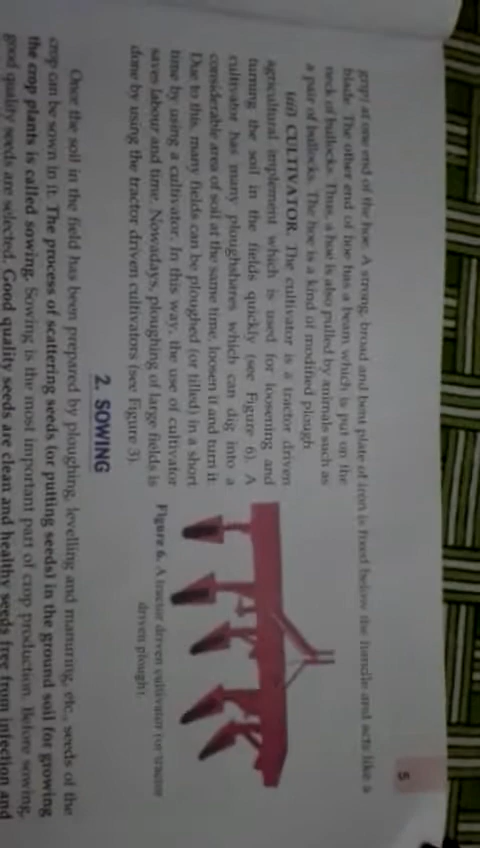 5
grip) at one end of the hoe. A strong, broad and bent plate of iron is fixed below the handle and acts like a
blade. The other end of hoe has a beam which is put on the
neck of bullocks. Thus, a hoe is also pulled by animals such as
a pair of bullocks. The hoe is a kind of modified plough.
(iii) CULTIVATOR. The cultivator is a tractor driven
agricultural implement which is used for loosening and
turning the soil in the fields quickly (see Figure 6). A
cultivator has many ploughshares which can dig into a
considerable area of soil at the same time, loosen it and turn it.
Due to this, many fields can be ploughed (or tilled) in a short
time by using a cultivator. In this way, the use of cultivator
saves labour and time. Nowadays, ploughing of large fields is
done by using the tractor driven cultivators (see Figure 3).
Figure 6. A tractor driven cultivator (or tractor
driven plough).
2. SOWING
Once the soil in the field has been prepared by ploughing, levelling and manuring, etc., seeds of the
crop can be sown in it. The process of scattering seeds (or putting seeds) in the ground soil for growing
the crop plants is called sowing. Sowing is the most important part of crop production. Before sowing,
good quality seeds are selected. Good quality seeds are clean and healthy seeds free from infection and